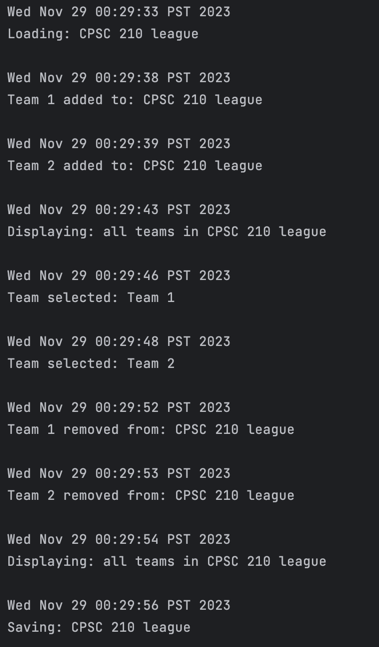 Wed Nov 29 00:29:33 PST 2023
Loading: CPSC 210 league
Wed Nov 29 00:29:38 PST 2023
Team 1 added to: CPSC 210 league
Wed Nov 29 00:29:39 PST 2023
Team 2 added to: CPSC 210 league
Wed Nov 29 00:29:43 PST 2023
Displaying: all teams in CPSC 210 league
Wed Nov 29 00:29:46 PST 2023
Team selected: Team 1
Wed Nov 29 00:29:48 PST 2023
Team selected: Team 2
Wed Nov 29 00:29:52 PST 2023
Team 1 removed from: CPSC 210 league
Wed Nov 29 00:29:53 PST 2023
Team 2 removed from: CPSC 210 league
Wed Nov 29 00:29:54 PST 2023
Displaying: all teams in CPSC 210 league
Wed Nov 29 00:29:56 PST 2023
Saving: CPSC 210 league